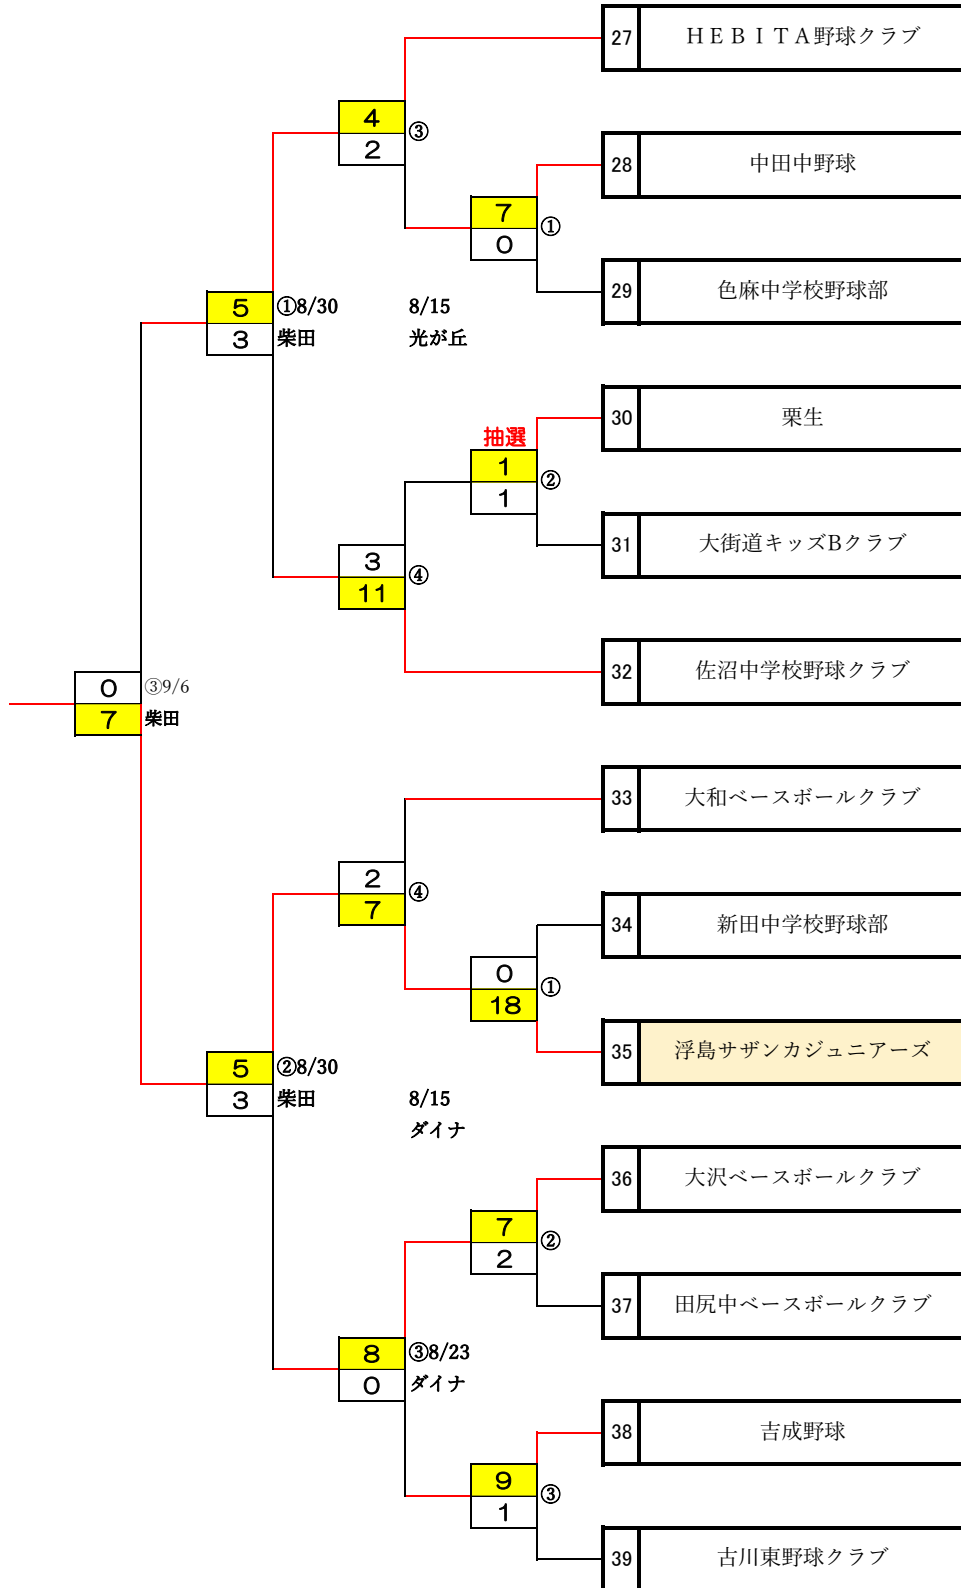 27 ＨＥＢＩＴＡ野球クラブ
4
③
2
28 中田中野球
7
①
0
29 色麻中学校野球部
5
①8/30
8/15
3
柴田
光が丘
30 栗生
抽選
1
②
1
31 大街道キッズBクラブ
3
④
11
32 佐沼中学校野球クラブ
0
③9/6
7
柴田
33 大和ベースボールクラブ
2
④
7
34 新田中学校野球部
0
①
18
35 浮島サザンカジュニアーズ
5
②8/30
3
柴田
8/15
ダイナ
36 大沢ベースボールクラブ
7
②
2
37 田尻中ベースボールクラブ
8
③8/23
0
ダイナ
38 吉成野球
9
③
1
39 古川東野球クラブ